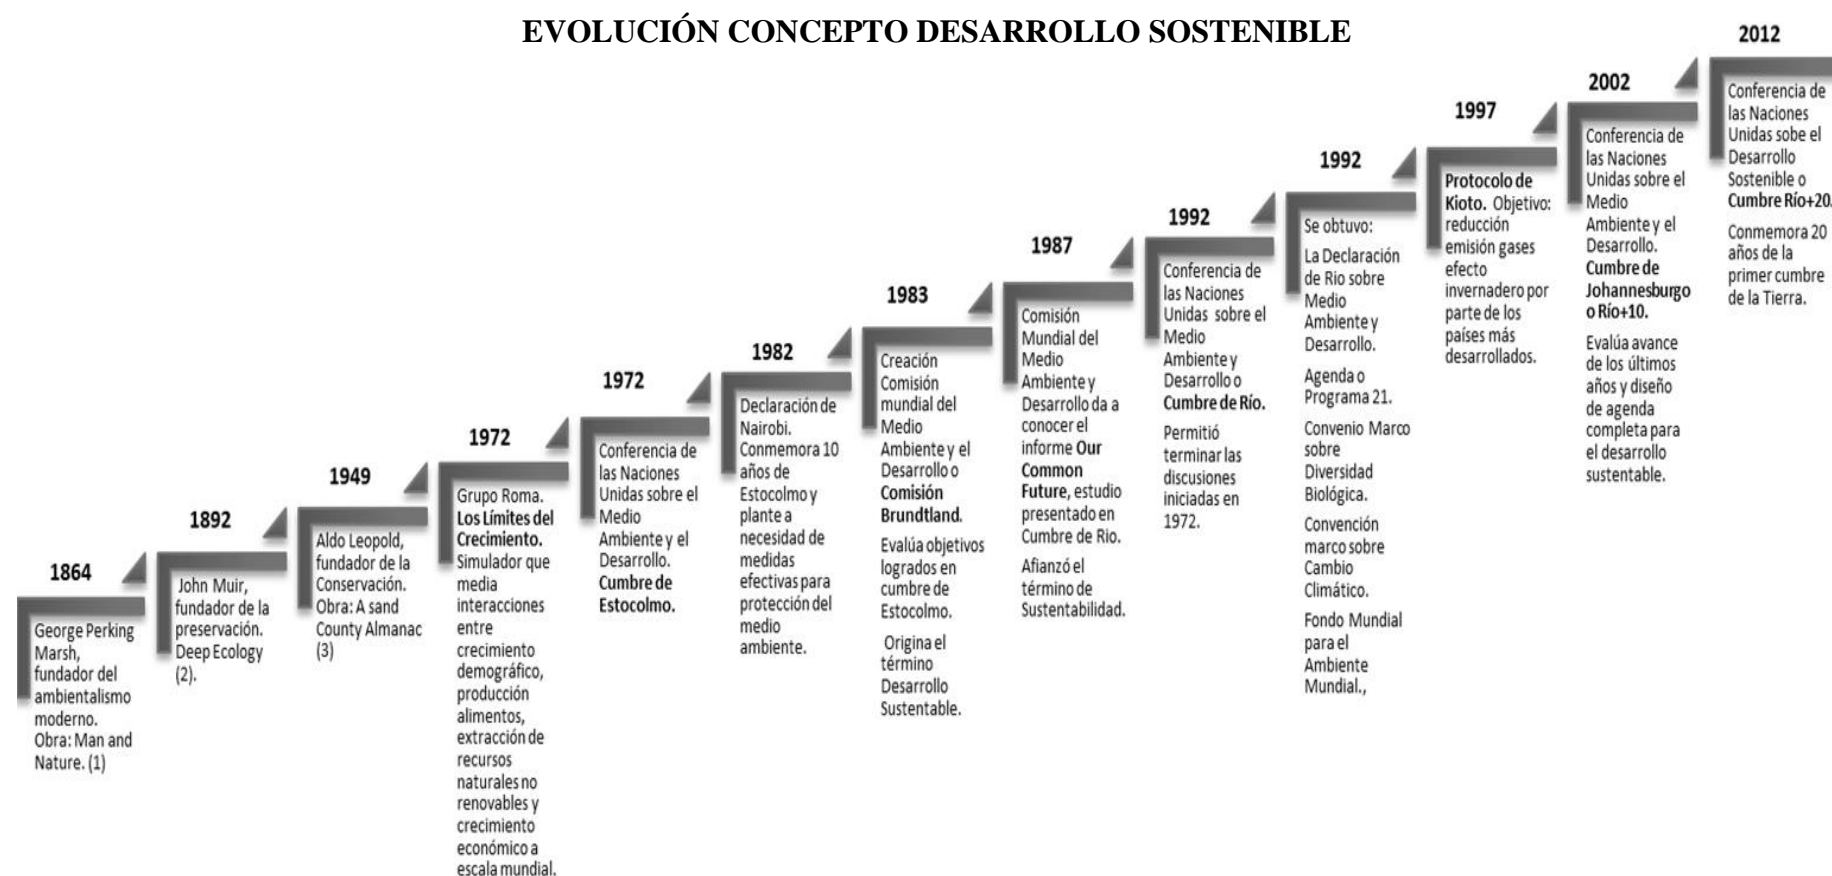 EVOLUCIÓN CONCEPTO DESARROLLO SOSTENIBLE
1864
George Perking
Marsh,
fundador del
ambientalismo
moderno.
Obra: Man and
Nature. (1)
1892
John Muir,
fundador de la
preservación.
Deep Ecology
(2).
1949
Aldo Leopold,
fundador de la
Conservación.
Obra: A sand
County Almanac
(3)
1972
Grupo Roma.
Los Límites del
Crecimiento.
Simulador que
media
interacciones
entre
crecimiento
demográfico,
producción
alimentos,
extracción de
recursos
naturales no
renovables y
crecimiento
económico a
escala mundial.
1972
Conferencia de
las Naciones
Unidas sobre el
Medio
Ambiente y el
Desarrollo.
Cumbre de
Estocolmo.
1982
Declaración de
Nairobi.
Conmemora 10
años de
Estocolmo y
plante a
necesidad de
medidas
efectivas para
protección del
medio
ambiente.
1983
Creación
Comisión
mundial del
Medio
Ambiente y el
Desarrollo o
Comisión
Brundtland.
Evalúa objetivos
logrados en
cumbre de
Estocolmo.
Origina el
término
Desarrollo
Sustentable.
1987
Comisión
Mundial del
Medio
Ambiente y
Desarrollo da a
conocer el
informe Our
Common
Future, estudio
presentado en
Cumbre de Rio.
Afianzó el
término de
Sustentabilidad.
1992
Conferencia de
las Naciones
Unidas sobre el
Medio
Ambiente y
Desarrollo o
Cumbre de Río.
Permitió
terminar las
discusiones
iniciadas en
1972.
1992
Se obtuvo:
La Declaración
de Rio sobre
Medio
Ambiente y
Desarrollo.
Agenda o
Programa 21.
Convenio Marco
sobre
Diversidad
Biológica.
Convención
marco sobre
Cambio
Climático.
Fondo Mundial
para el
Ambiente
Mundial.,
1997
Protocolo de
Kioto. Objetivo:
reducción
emisión gases
efecto
invernadero por
parte de los
países más
desarrollados.
2002
Conferencia de
las Naciones
Unidas sobre el
Medio
Ambiente y el
Desarrollo.
Cumbre de
Johannesburgo
o Río+10.
Evalúa avance
de los últimos
años y diseño
de agenda
completa para
el desarrollo
sustentable.
2012
Conferencia de
las Naciones
Unidas sobe el
Desarrollo
Sostenible o
Cumbre Río+20.
Conmemora 20
años de la
primer cumbre
de la Tierra.